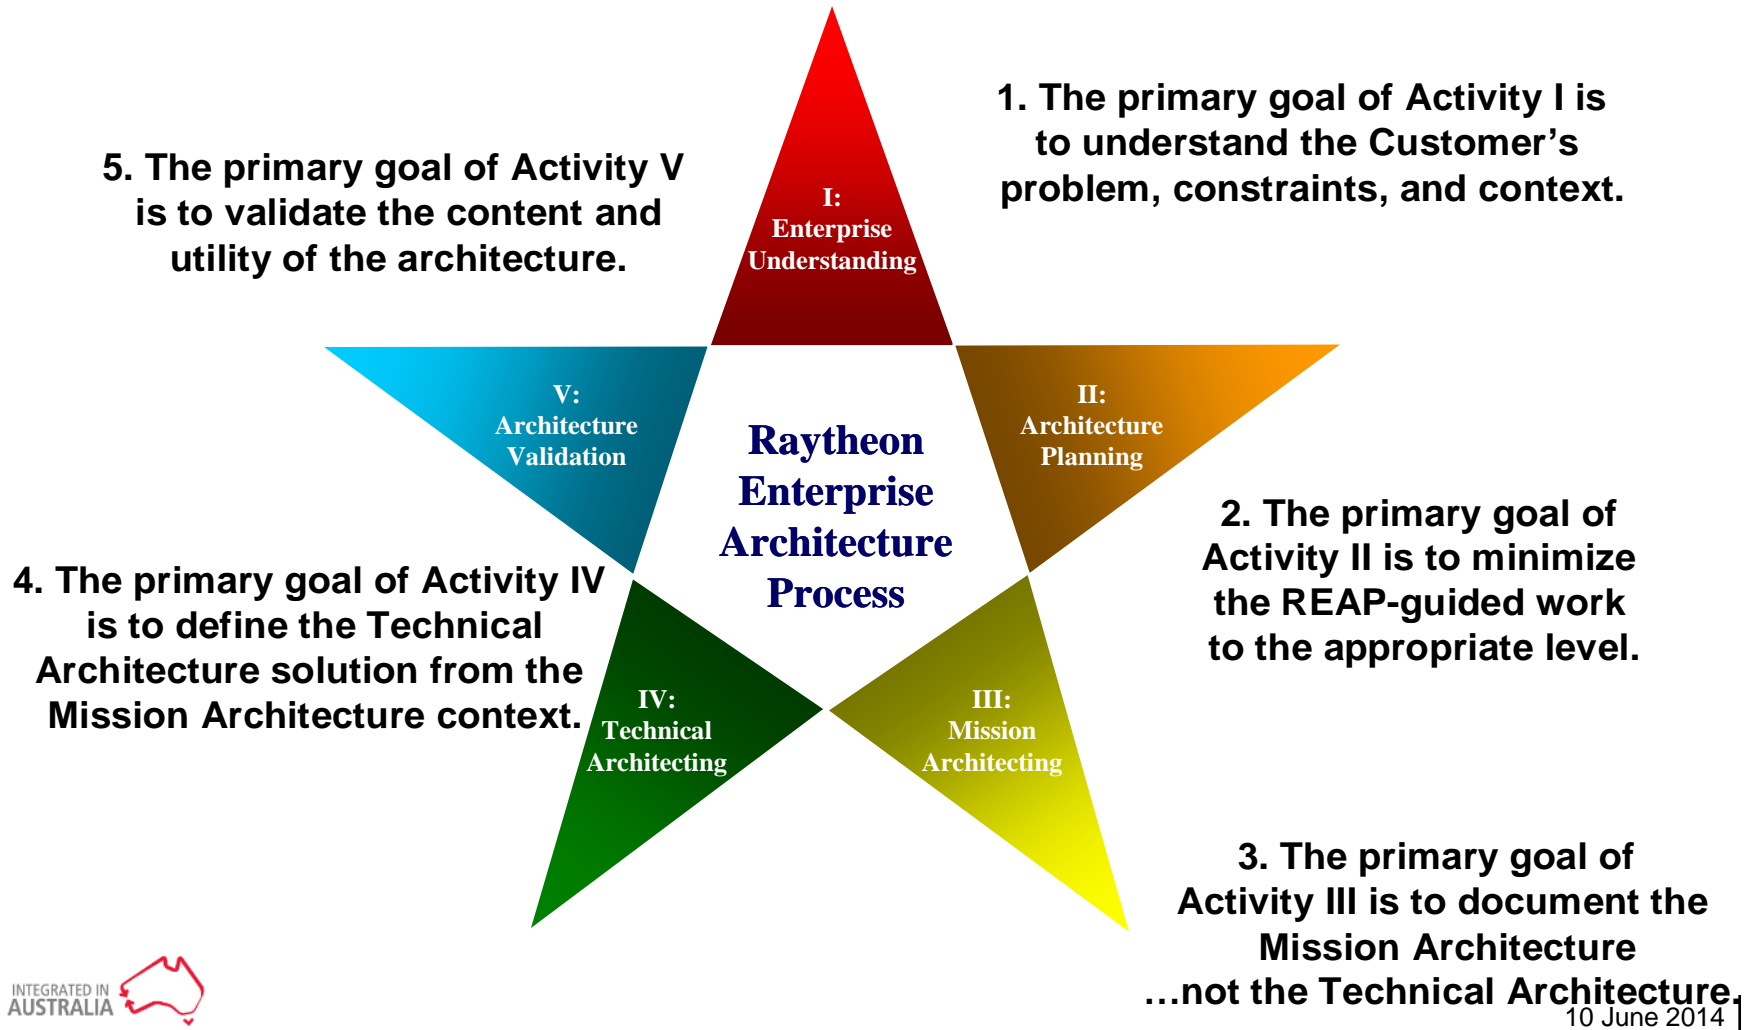 1. The primary goal of Activity I is
to understand the Customer’s
problem, constraints, and context.
5. The primary goal of Activity V
is to validate the content and
utility of the architecture.
I:
Enterprise
Understanding
V:
Architecture
Validation
II:
Architecture
Planning
Raytheon
Enterprise
Architecture
Process
2. The primary goal of
Activity II is to minimize
the REAP-guided work
to the appropriate level.
4. The primary goal of Activity IV
is to define the Technical
Architecture solution from the
Mission Architecture context.
IV:
Technical
Architecting
III:
Mission
Architecting
3. The primary goal of
Activity III is to document the
Mission Architecture
…not the Technical Architecture.
INTEGRATED IN
AUSTRALIA
10 June 2014